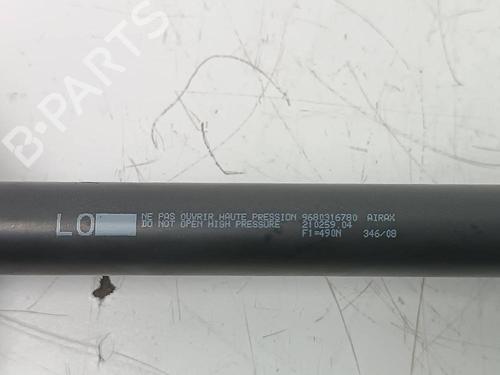 B-PARTS
LO
NE PAS OUVRIR HAUTE PRESSION 9680316780 AIRAX
DO NOT OPEN HIGH PRESSURE 210259.04
F1=490N 346/08